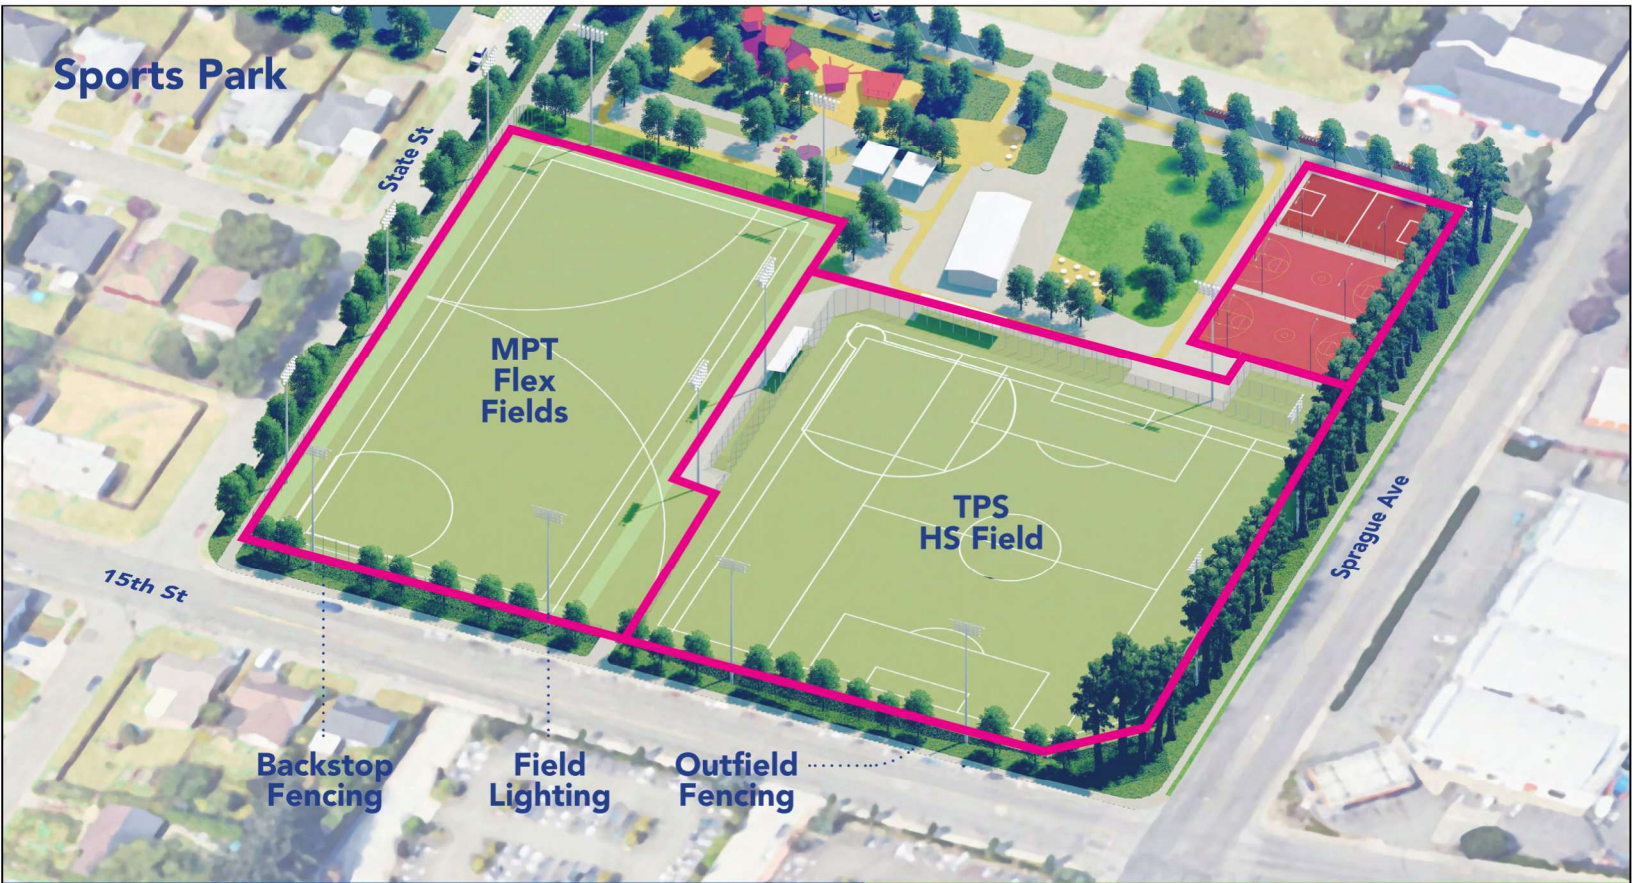 Sports Park
State St
MPT
Flex
Fields
TPS
HS Field
Sprague Ave
15th St
Backstop
Fencing
Field
Lighting
Outfield
Fencing